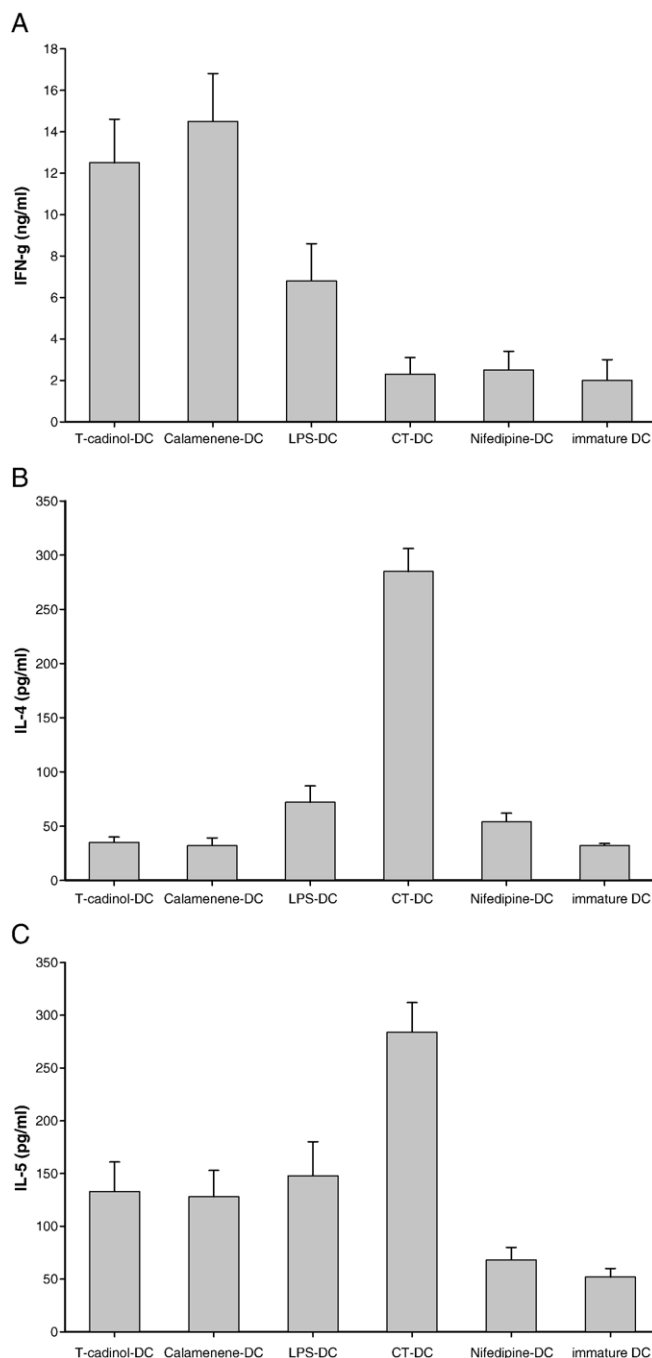 A
18
16
14
12
10
8
6
4
2
0
IFN-g (ng/ml)
T-cadinol-DC Calamenene-DC LPS-DC CT-DC Nifedipine-DC immature DC
B
350
300
250
200
150
100
50
0
IL-4 (pg/ml)
T-cadinol-DC Calamenene-DC LPS-DC CT-DC Nifedipine-DC immature DC
C
350
300
250
200
150
100
50
0
IL-5 (pg/ml)
T-cadinol-DC Calamenene-DC LPS-DC CT-DC Nifedipine-DC immature DC